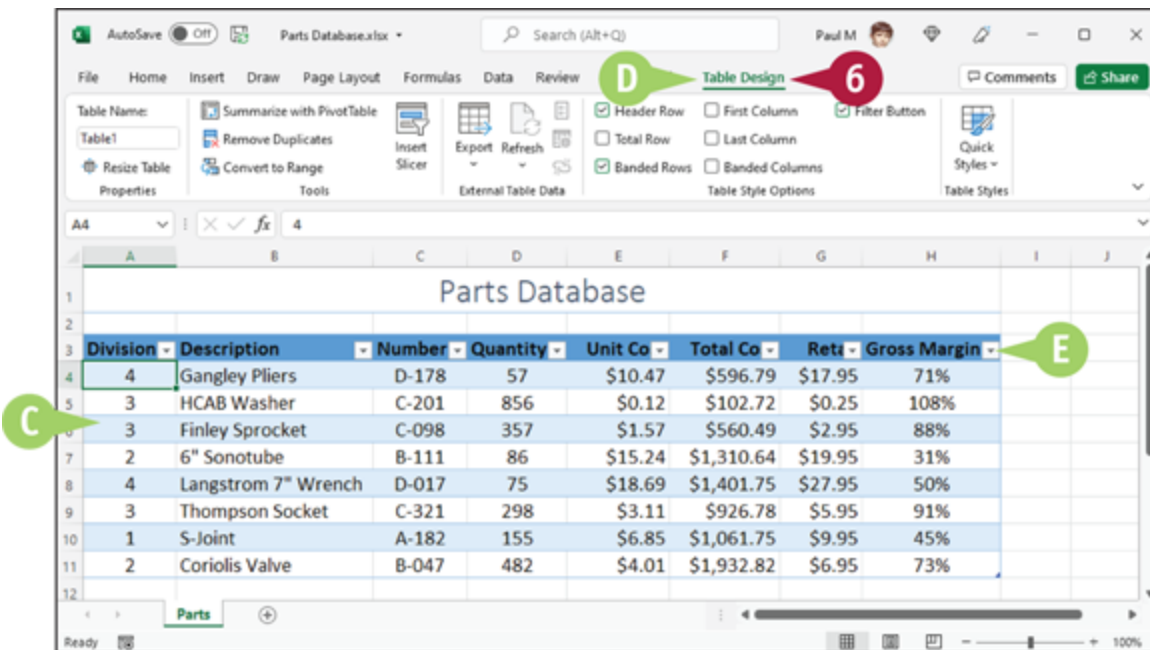 AutoSave Off Parts Database.xlsx Search (Alt+Q) Paul M
File Home Insert Draw Page Layout Formulas Data Review D Table Design 6 Comments Share
Table Name: Summarize with PivotTable Header Row First Column Filter Button
Table1 Remove Duplicates Insert Slicer Export Refresh Total Row Last Column Quick Styles
Resize Table Convert to Range Banded Rows Banded Columns
Properties Tools External Table Data Table Style Options Table Styles
A4 fx 4
A B C D E F G H I J
1 Parts Database
2
3 Division Description Number Quantity Unit Co Total Co Reta Gross Margin E
4 4 Gangley Pliers D-178 57 $10.47 $596.79 $17.95 71%
5 3 HCAB Washer C-201 856 $0.12 $102.72 $0.25 108%
C 3 Finley Sprocket C-098 357 $1.57 $560.49 $2.95 88%
7 2 6" Sonotube B-111 86 $15.24 $1,310.64 $19.95 31%
8 4 Langstrom 7" Wrench D-017 75 $18.69 $1,401.75 $27.95 50%
9 3 Thompson Socket C-321 298 $3.11 $926.78 $5.95 91%
10 1 S-Joint A-182 155 $6.85 $1,061.75 $9.95 45%
11 2 Coriolis Valve B-047 482 $4.01 $1,932.82 $6.95 73%
12
Parts
Ready 100%